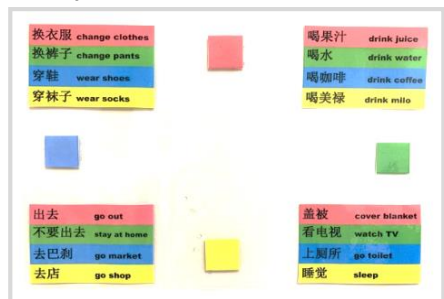 换衣服 change clothes
换裤子 change pants
穿鞋 wear shoes
穿袜子 wear socks
喝果汁 drink juice
喝水 drink water
喝咖啡 drink coffee
喝美禄 drink milo
出去 go out
不要出去 stay at home
去巴刹 go market
去店 go shop
盖被 cover blanket
看电视 watch TV
上厕所 go toilet
睡觉 sleep